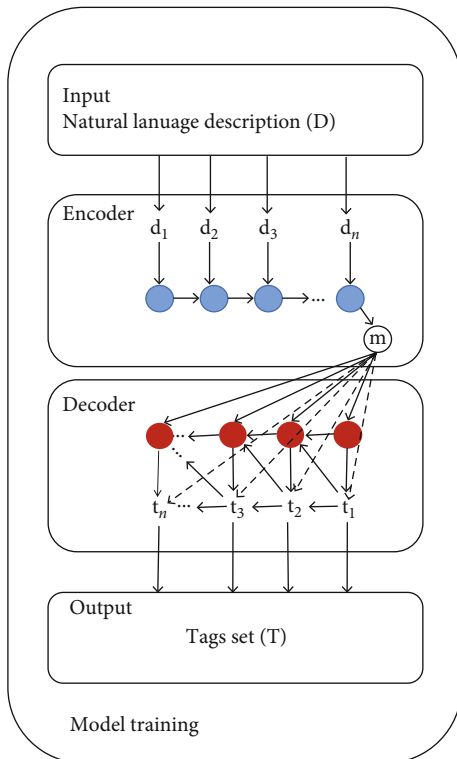 Input
Natural lanuage description (D)
Encoder
d1 d2 d3 dn
...
m
Decoder
...
tn ... t3 t2 t1
Output
Tags set (T)
Model training